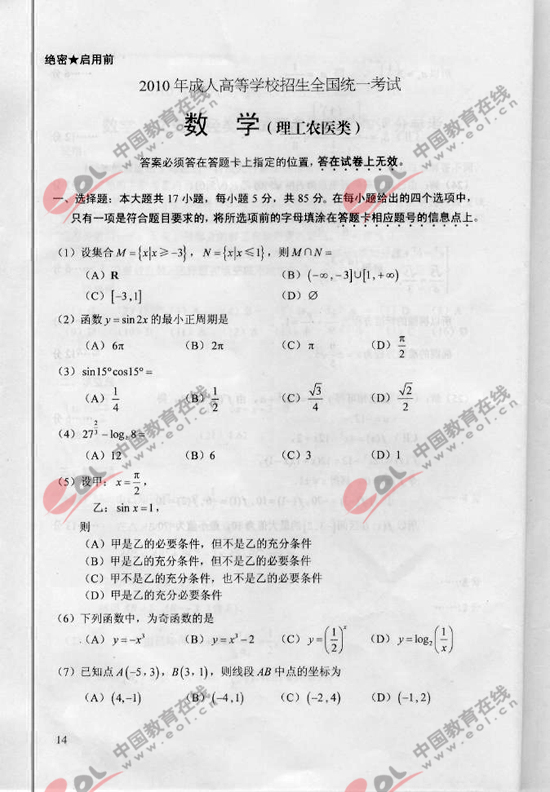 绝密★启用前
2010年成人高等学校招生全国统一考试
数 学(理工农医类)
答案必须答在答题卡上指定的位置,答在试卷上无效。
一、选择题:本大题共17小题,每小题5分,共85分。在每小题给出的四个选项中,
只有一项是符合题目要求的,将所选项前的字母填涂在答题卡相应题号的信息点上。
(1)设集合M={x|x≥-3},N={x|x≤1},则M∩N=
(A)R (B)(-∞,-3]∪[1,+∞)
(C)[-3,1] (D)∅
(2)函数y=sin2x的最小正周期是
(A)6π (B)2π (C)π (D)π/2
(3)sin15°cos15°=
(A)1/4 (B)1/2 (C)√3/4 (D)√2/2
(4)27^(2/3)-log₂8=
(A)12 (B)6 (C)3 (D)1
(5)设甲:x=π/2,
乙:sin x=1,
则
(A)甲是乙的必要条件,但不是乙的充分条件
(B)甲是乙的充分条件,但不是乙的必要条件
(C)甲不是乙的充分条件,也不是乙的必要条件
(D)甲是乙的充分必要条件
(6)下列函数中,为奇函数的是
(A)y=-x³ (B)y=x³-2 (C)y=(1/2)^x (D)y=log₂(1/x)
(7)已知点A(-5,3),B(3,1),则线段AB中点的坐标为
(A)(4,-1) (B)(-4,1) (C)(-2,4) (D)(-1,2)
14
中国教育在线
www.eol.cn